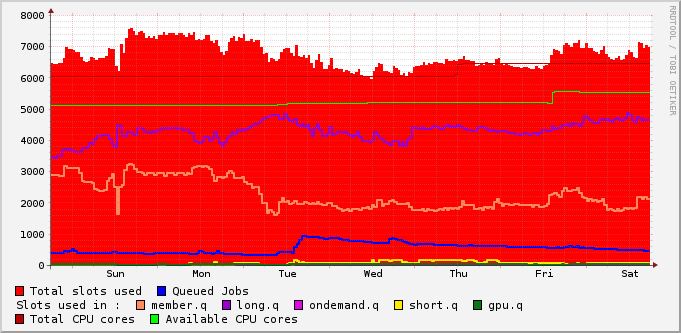 8000
7000
6000
5000
4000
3000
2000
1000
0
Sun Mon Tue Wed Thu Fri Sat
RRDTOOL / TOBI OETIKER
Total slots used Queued Jobs
Slots used in : member.q long.q ondemand.q short.q gpu.q
Total CPU cores Available CPU cores